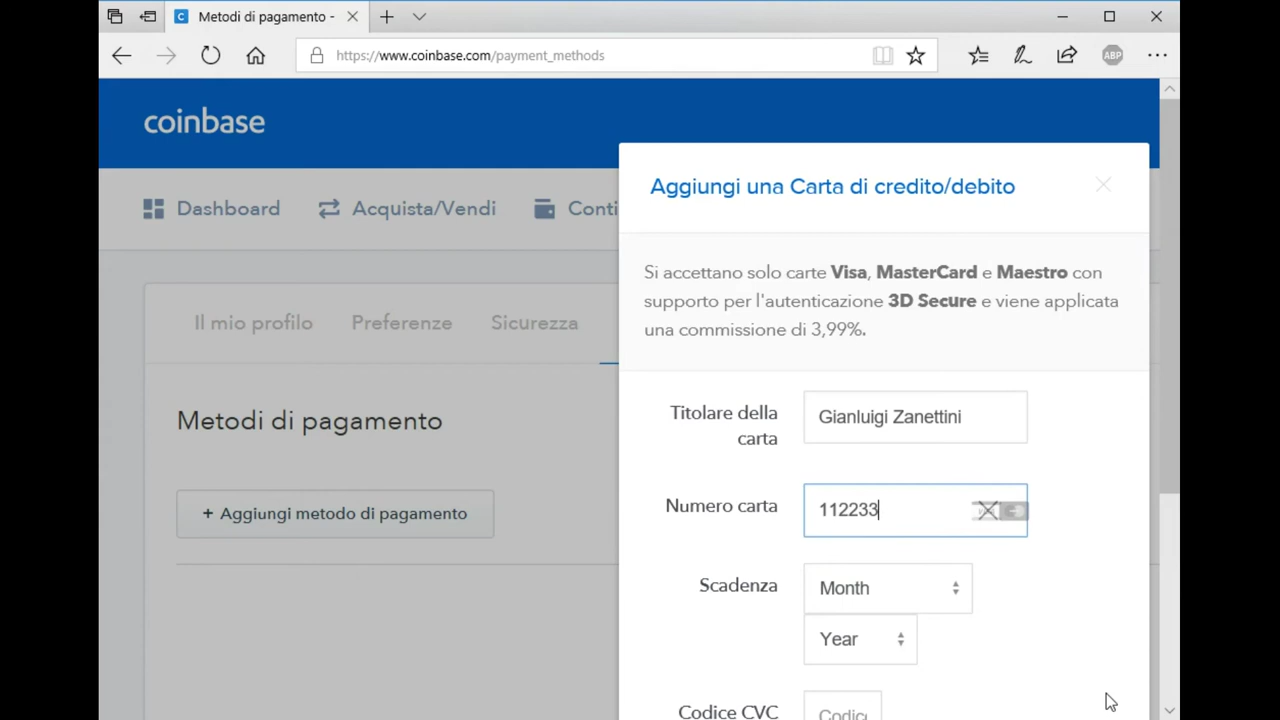 Metodi di pagamento -
https://www.coinbase.com/payment_methods
ABP
coinbase
Aggiungi una Carta di credito/debito
Dashboard
Acquista/Vendi
Conti
Si accettano solo carte Visa, MasterCard e Maestro con
supporto per l'autenticazione 3D Secure e viene applicata
una commissione di 3,99%.
Il mio profilo
Preferenze
Sicurezza
Titolare della
carta
Gianluigi Zanettini
Metodi di pagamento
+ Aggiungi metodo di pagamento
Numero carta
112233
Scadenza
Month
Year
Codice CVC